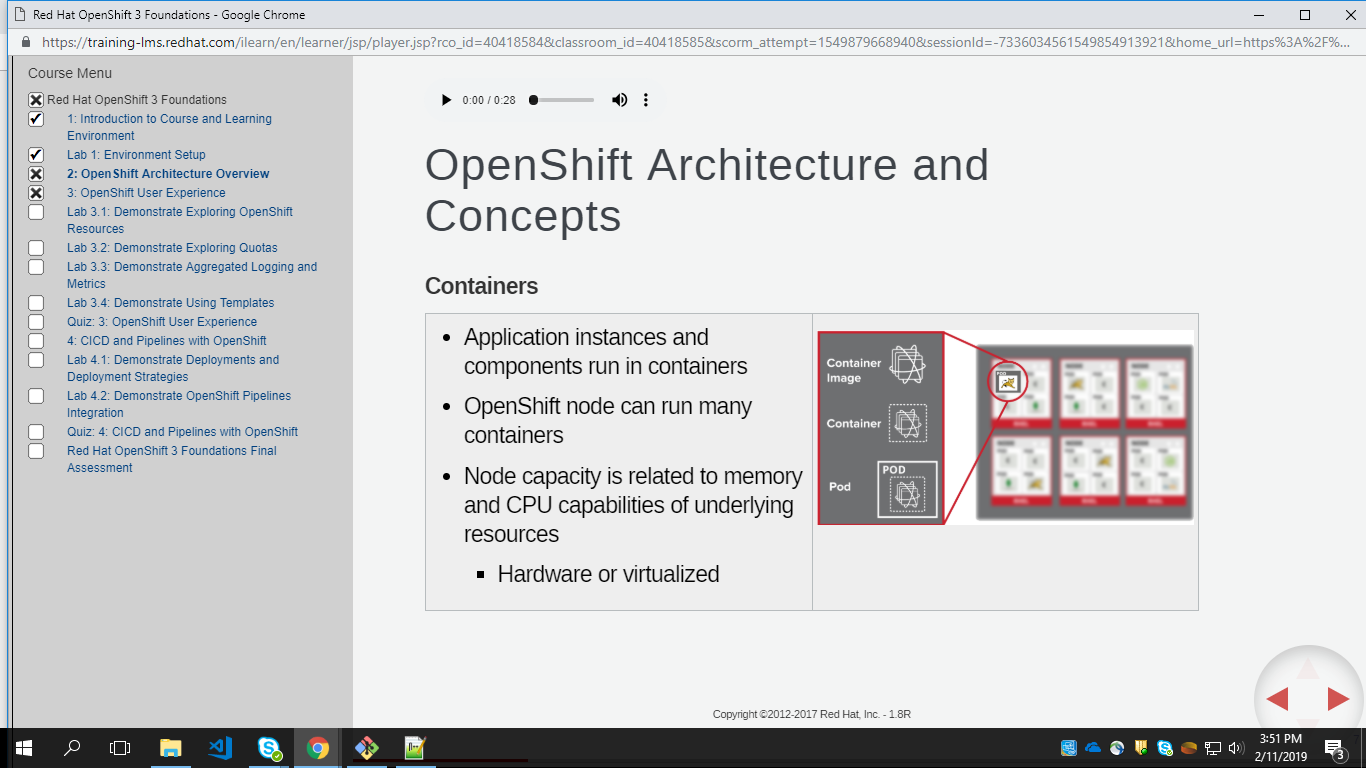 Red Hat OpenShift 3 Foundations - Google Chrome
https://training-lms.redhat.com/ilearn/en/learner/jsp/player.jsp?rco_id=40418584&classroom_id=40418585&scorm_attempt=1549879668940&sessionId=-7336034561549854913921&home_url=https%3A%2F%...
Course Menu
Red Hat OpenShift 3 Foundations
1: Introduction to Course and Learning
Environment
Lab 1: Environment Setup
2: OpenShift Architecture Overview
3: OpenShift User Experience
Lab 3.1: Demonstrate Exploring OpenShift
Resources
Lab 3.2: Demonstrate Exploring Quotas
Lab 3.3: Demonstrate Aggregated Logging and
Metrics
Lab 3.4: Demonstrate Using Templates
Quiz: 3: OpenShift User Experience
4: CICD and Pipelines with OpenShift
Lab 4.1: Demonstrate Deployments and
Deployment Strategies
Lab 4.2: Demonstrate OpenShift Pipelines
Integration
Quiz: 4: CICD and Pipelines with OpenShift
Red Hat OpenShift 3 Foundations Final
Assessment
0:00 / 0:28
OpenShift Architecture and
Concepts
Containers
Application instances and
components run in containers
OpenShift node can run many
containers
Node capacity is related to memory
and CPU capabilities of underlying
resources
Hardware or virtualized
Container
Image
Container
Pod
POD
Copyright ©2012-2017 Red Hat, Inc. - 1.8R
3:51 PM
2/11/2019
3